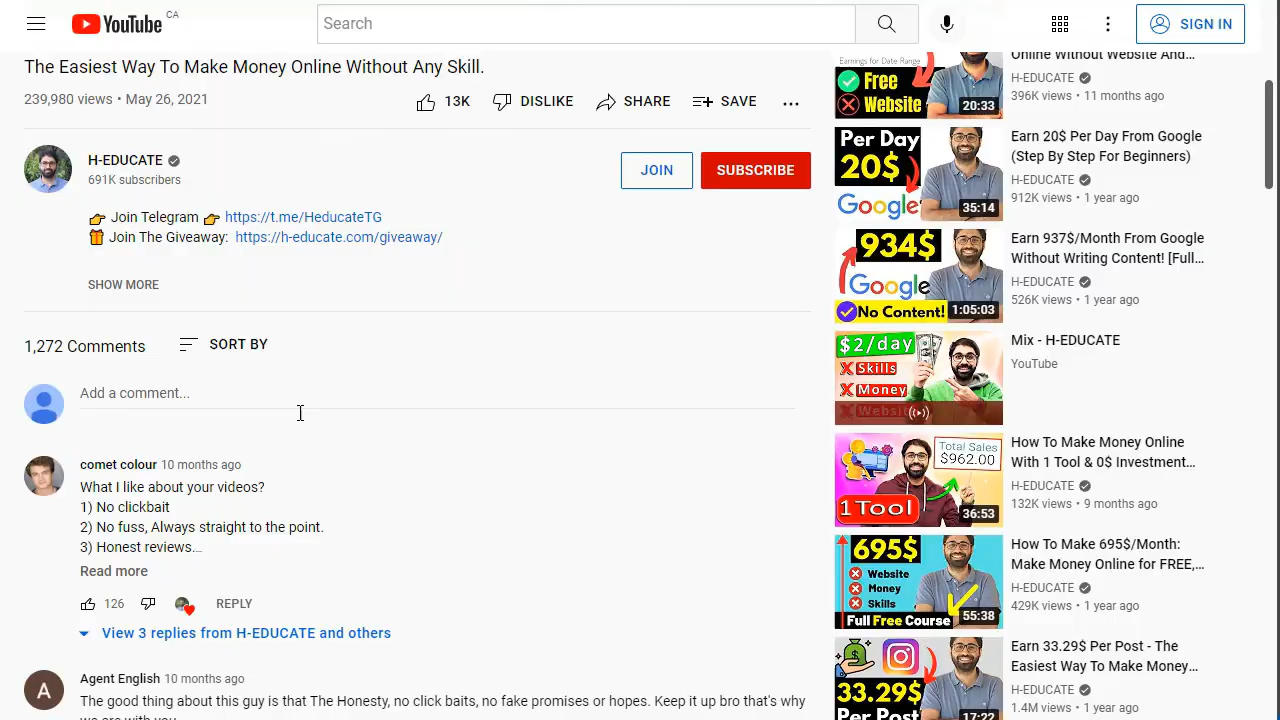 YouTube CA
Search
SIGN IN
The Easiest Way To Make Money Online Without Any Skill.
239,980 views • May 26, 2021
13K
DISLIKE
SHARE
SAVE
H-EDUCATE
691K subscribers
JOIN
SUBSCRIBE
Join Telegram https://t.me/HeducateTG
Join The Giveaway: https://h-educate.com/giveaway/
SHOW MORE
1,272 Comments
SORT BY
Add a comment...
comet colour 10 months ago
What I like about your videos?
1) No clickbait
2) No fuss, Always straight to the point.
3) Honest reviews...
Read more
126
REPLY
View 3 replies from H-EDUCATE and others
A
Agent English 10 months ago
this guy is that The Honesty, no click baits, no fake promises or hopes. Keep it up bro that's why
we are with you
Earnings for Date Range
Free
Website
20:33
Online Without Website And...
H-EDUCATE
396K views • 11 months ago
Per Day
20$
Google
35:14
Earn 20$ Per Day From Google
(Step By Step For Beginners)
H-EDUCATE
912K views • 1 year ago
934$
Google
No Content!
1:05:03
Earn 937$/Month From Google
Without Writing Content! [Full...
H-EDUCATE
526K views • 1 year ago
$2/day
Skills
Money
Website
Mix - H-EDUCATE
YouTube
Total Sales
$962.00
1 Tool
36:53
How To Make Money Online
With 1 Tool & 0$ Investment...
H-EDUCATE
132K views • 9 months ago
695$
Website
Money
Skills
Full Free Course
55:38
How To Make 695$/Month:
Make Money Online for FREE,...
H-EDUCATE
429K views • 1 year ago
33.29$
Per Post
17:22
Earn 33.29$ Per Post - The
Easiest Way To Make Money...
H-EDUCATE
1.4M views • 1 year ago